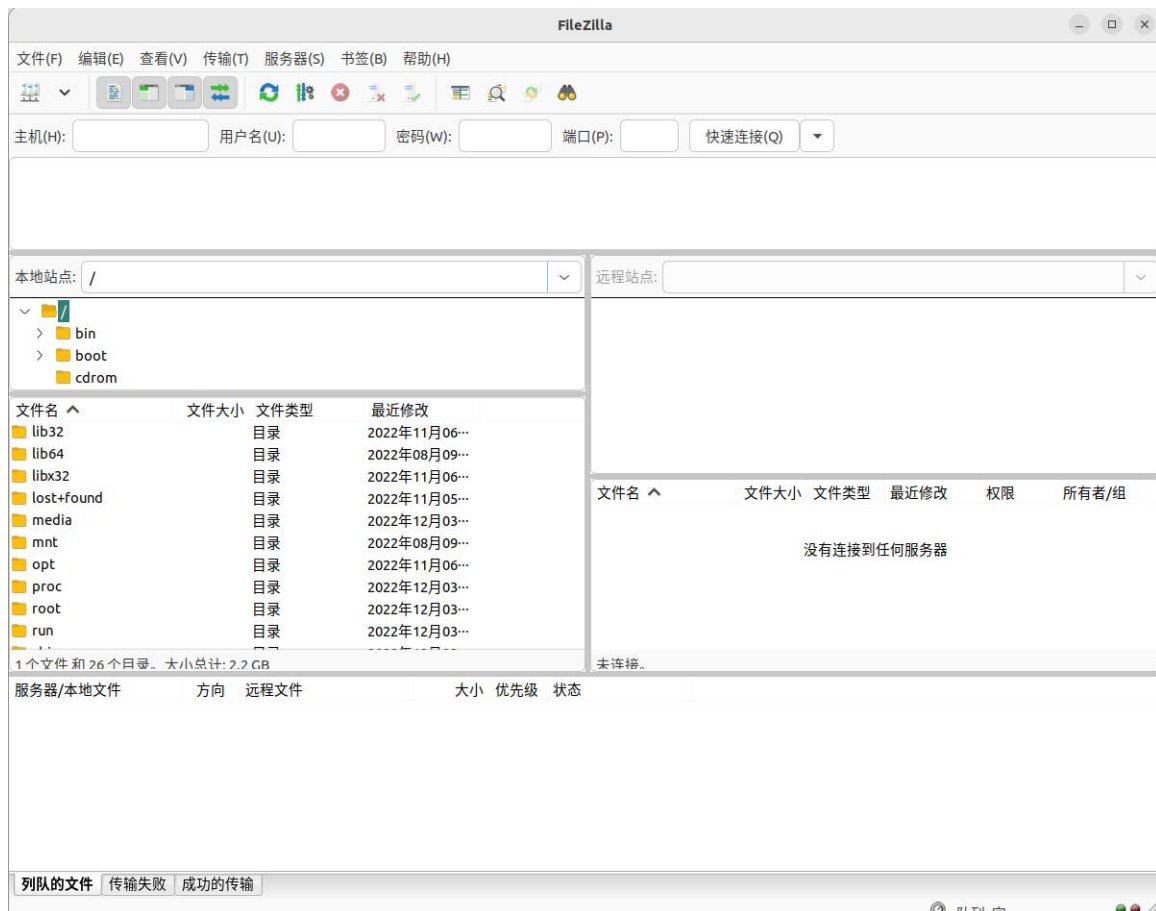 FileZilla
文件(F) 编辑(E) 查看(V) 传输(T) 服务器(S) 书签(B) 帮助(H)
主机(H): 用户名(U): 密码(W): 端口(P): 快速连接(Q)
本地站点: /
/
bin
boot
cdrom
文件名 文件大小 文件类型 最近修改
lib32 目录 2022年11月06…
lib64 目录 2022年08月09…
libx32 目录 2022年11月06…
lost+found 目录 2022年11月05…
media 目录 2022年12月03…
mnt 目录 2022年08月09…
opt 目录 2022年11月06…
proc 目录 2022年12月03…
root 目录 2022年12月03…
run 目录 2022年12月03…
1个文件 和 26 个目录。大小总计: 2.2 GB
远程站点:
文件名 文件大小 文件类型 最近修改 权限 所有者/组
没有连接到任何服务器
未连接。
服务器/本地文件 方向 远程文件 大小 优先级 状态
列队的文件 传输失败 成功的传输